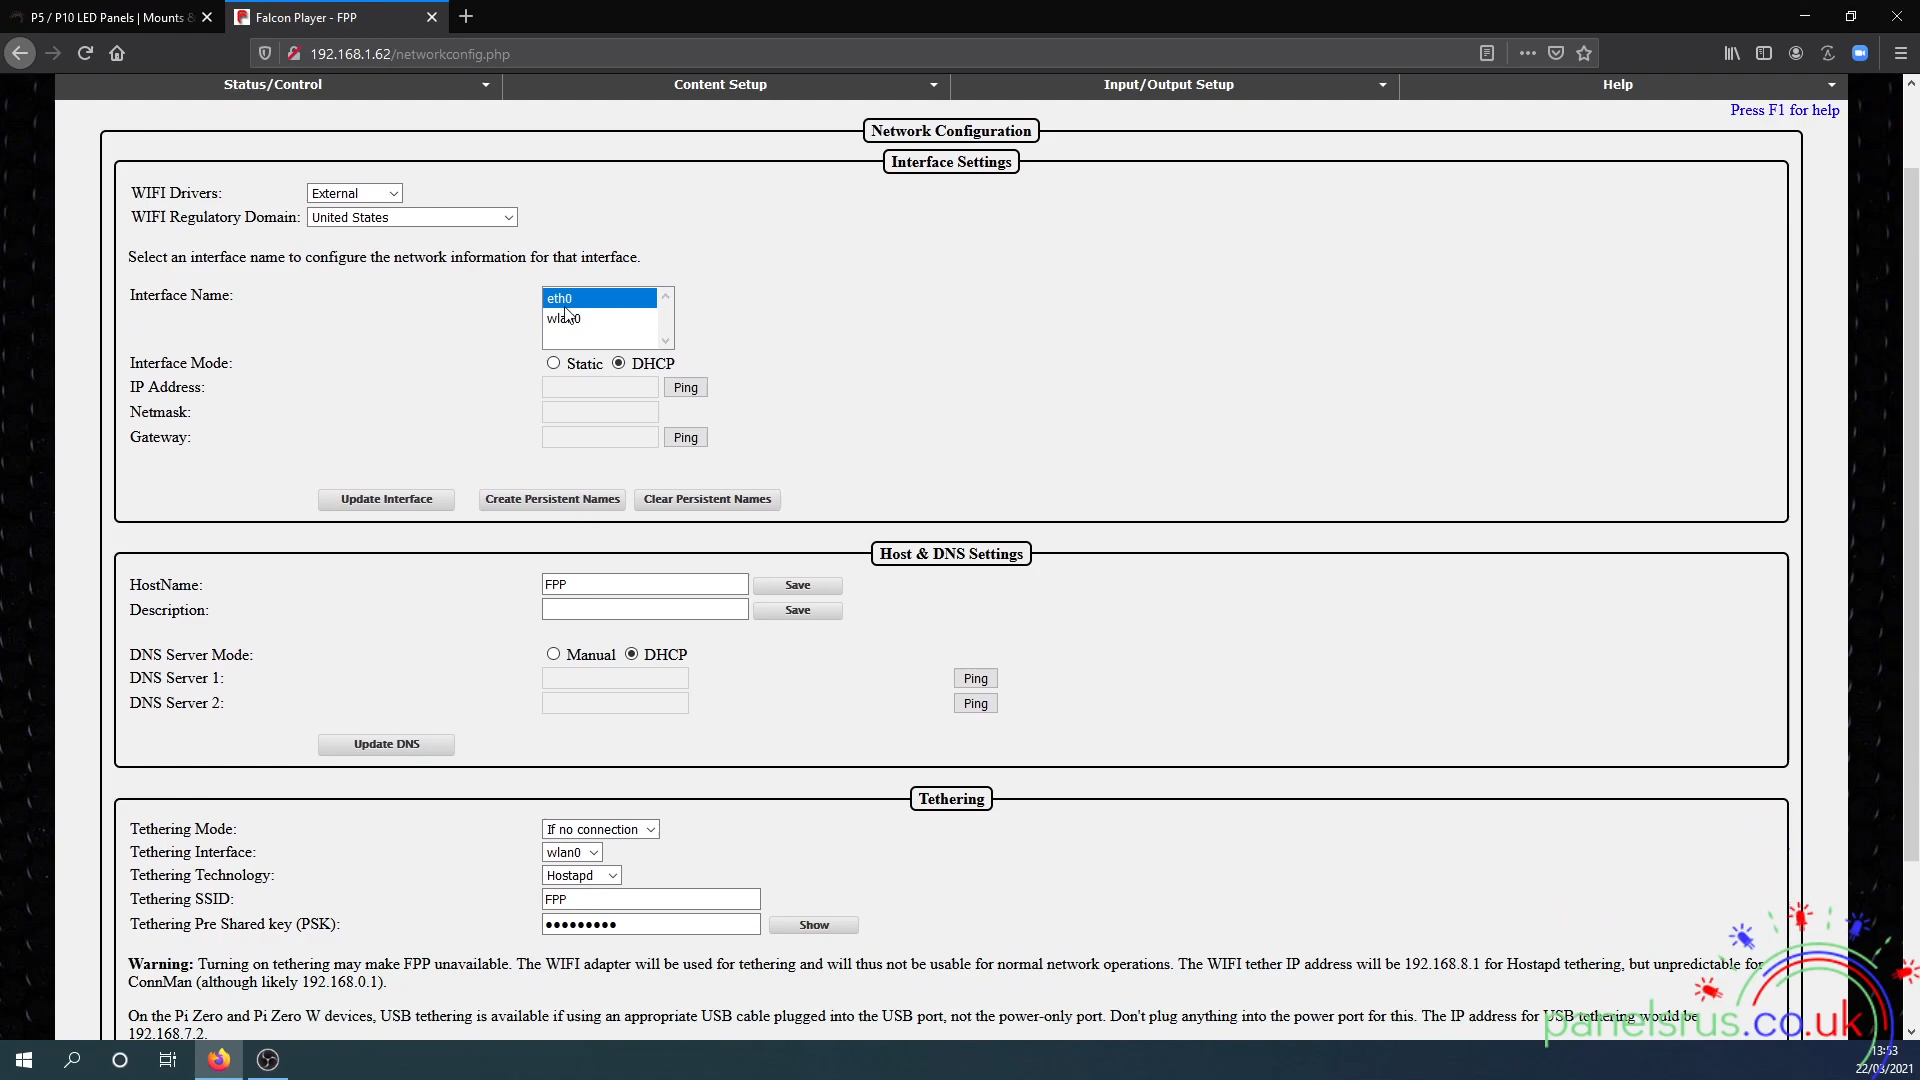 P5 / P10 LED Panels | Mounts &
Falcon Player - FPP
192.168.1.62/networkconfig.php
Status/Control
Content Setup
Input/Output Setup
Help
Press F1 for help
Network Configuration
Interface Settings
WIFI Drivers:
External
WIFI Regulatory Domain:
United States
Select an interface name to configure the network information for that interface.
Interface Name:
eth0
wlan0
Interface Mode:
Static
DHCP
IP Address:
Ping
Netmask:
Gateway:
Ping
Update Interface
Create Persistent Names
Clear Persistent Names
Host & DNS Settings
HostName:
FPP
Save
Description:
Save
DNS Server Mode:
Manual
DHCP
DNS Server 1:
Ping
DNS Server 2:
Ping
Update DNS
Tethering
Tethering Mode:
If no connection
Tethering Interface:
wlan0
Tethering Technology:
Hostapd
Tethering SSID:
FPP
Tethering Pre Shared key (PSK):
Show
Warning: Turning on tethering may make FPP unavailable. The WIFI adapter will be used for tethering and will thus not be usable for normal network operations. The WIFI tether IP address will be 192.168.8.1 for Hostapd tethering, but unpredictable for
ConnMan (although likely 192.168.0.1).
On the Pi Zero and Pi Zero W devices, USB tethering is available if using an appropriate USB cable plugged into the USB port, not the power-only port. Don't plug anything into the power port for this. The IP address for USB tethering would be
192.168.7.2.
panelsrus.co.uk
13:53
22/03/2021